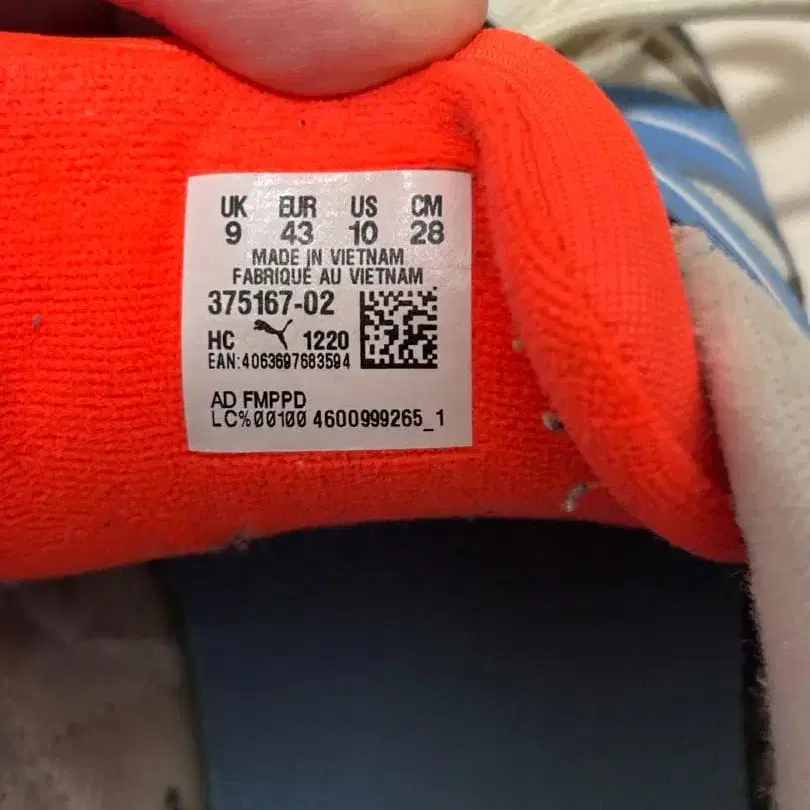 UK EUR US CM
9 43 10 28
MADE IN VIETNAM
FABRIQUÉ AU VIETNAM
375167-02
HC 1220
EAN:4063697683594
AD FMPPD
LC%00100 4600999265_1